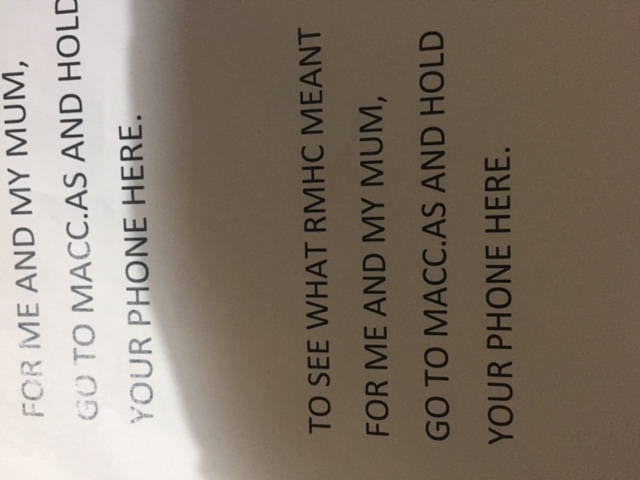 FOR ME AND MY MUM,
GO TO MACC.AS AND HOLD
YOUR PHONE HERE.
TO SEE WHAT RMHC MEANT
FOR ME AND MY MUM,
GO TO MACC.AS AND HOLD
YOUR PHONE HERE.